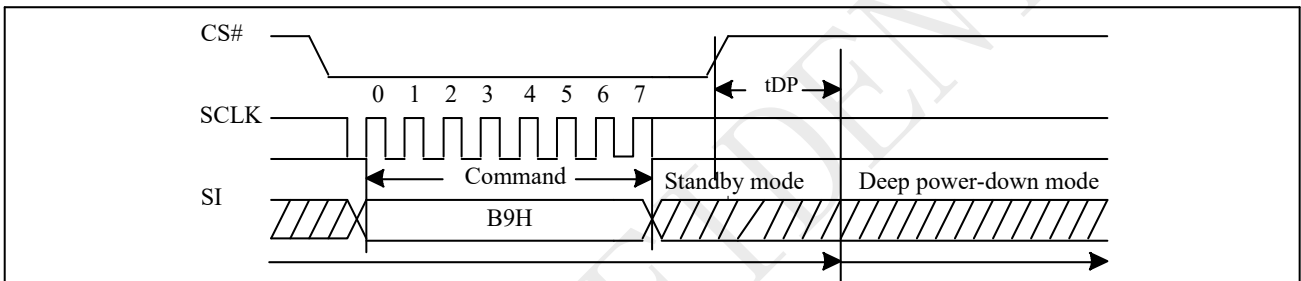 CS#
tDP
0 1 2 3 4 5 6 7
SCLK
Command
Standby mode
Deep power-down mode
SI
B9H